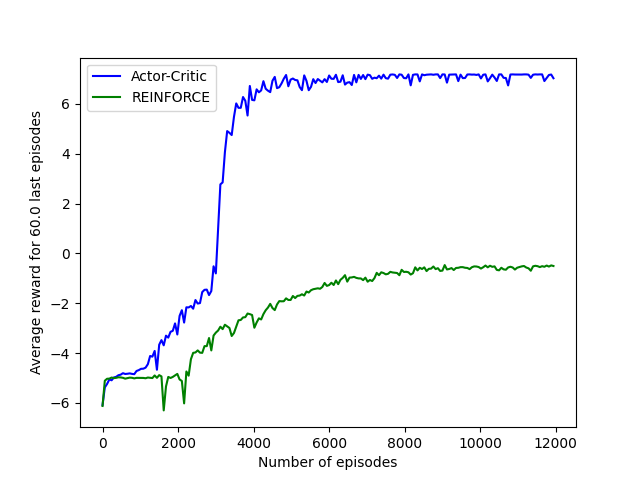 Actor-Critic
REINFORCE
Average reward for 60.0 last episodes
6
4
2
0
−2
−4
−6
0 2000 4000 6000 8000 10000 12000
Number of episodes